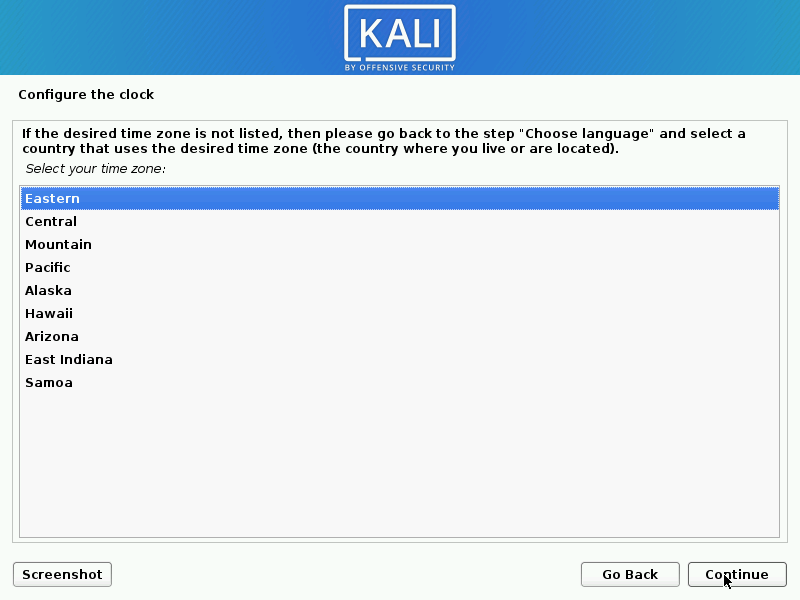 KALI
BY OFFENSIVE SECURITY
Configure the clock
If the desired time zone is not listed, then please go back to the step "Choose language" and select a
country that uses the desired time zone (the country where you live or are located).
Select your time zone:
Eastern
Central
Mountain
Pacific
Alaska
Hawaii
Arizona
East Indiana
Samoa
Screenshot
Go Back
Continue